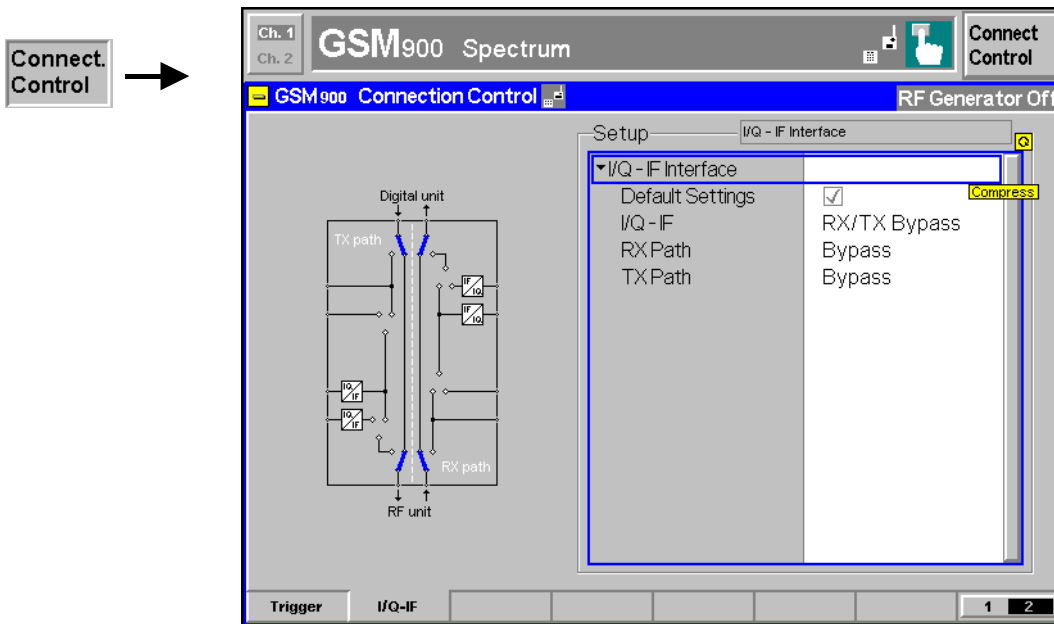 Connect.
Control
Ch. 1
Ch. 2
GSM900 Spectrum
Connect
Control
GSM900 Connection Control
RF Generator Off
Setup
I/Q - IF Interface
I/Q - IF Interface
Compress
Default Settings
I/Q - IF
RX/TX Bypass
RX Path
Bypass
TX Path
Bypass
Digital unit
TX path
IF
IQ
IF
IQ
IQ
IF
IQ
IF
RX path
RF unit
Trigger
I/Q-IF
1 2